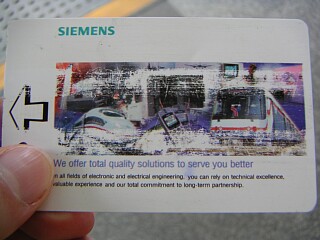 SIEMENS
We offer total quality solutions to serve you better
In all fields of electronic and electrical engineering, you can rely on technical excellence,
valuable experience and our total commitment to long-term partnership.